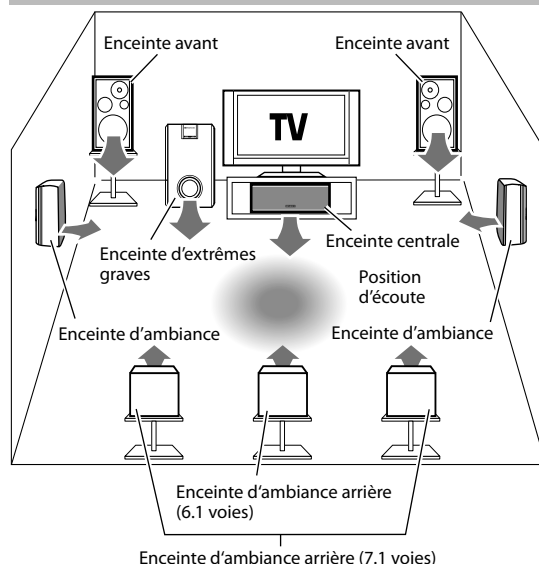 Enceinte avant
Enceinte avant
TV
Enceinte d'extrêmes
graves
Enceinte centrale
Position
d'écoute
Enceinte d'ambiance
Enceinte d'ambiance
Enceinte d'ambiance arrière
(6.1 voies)
Enceinte d'ambiance arrière (7.1 voies)